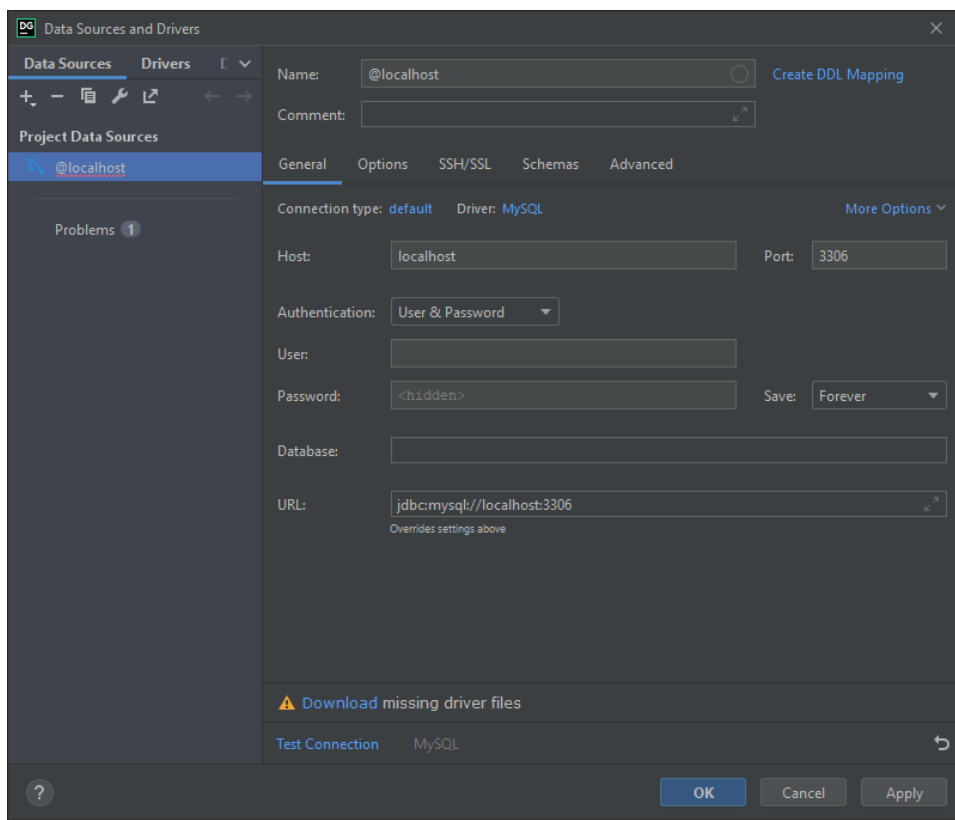 DG Data Sources and Drivers
Data Sources Drivers D
Project Data Sources
@localhost
Problems 1
Name: @localhost Create DDL Mapping
Comment:
General Options SSH/SSL Schemas Advanced
Connection type: default Driver: MySQL More Options
Host: localhost Port: 3306
Authentication: User & Password
User:
Password: <hidden> Save: Forever
Database:
URL: jdbc:mysql://localhost:3306
Overrides settings above
Download missing driver files
Test Connection MySQL
? OK Cancel Apply